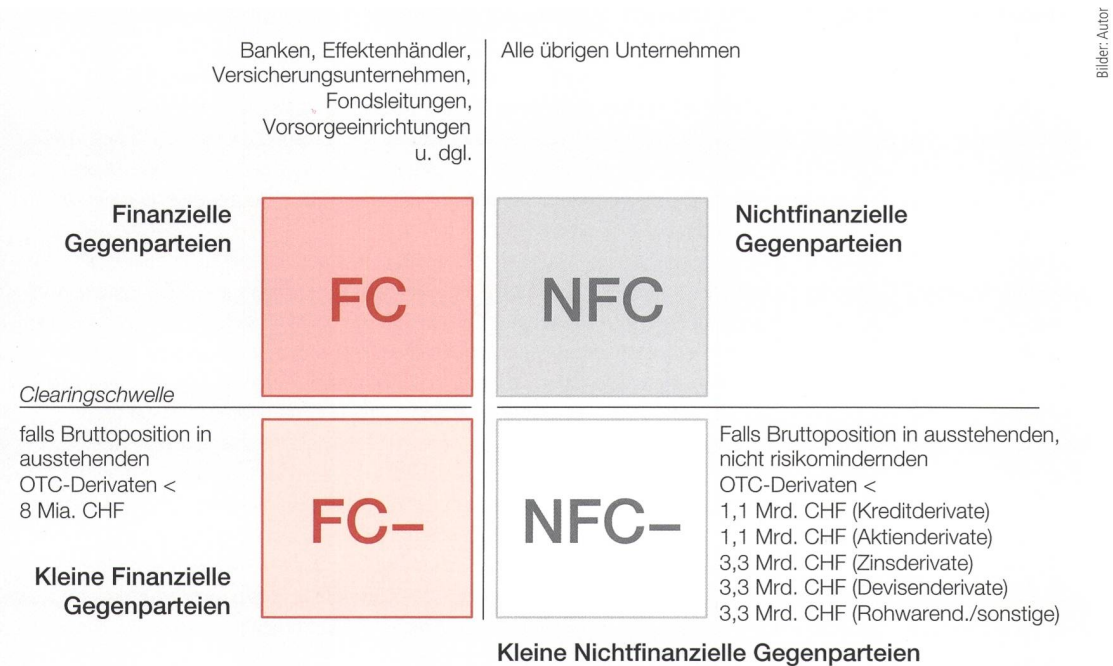 Bilder: Autor
Banken, Effektenhändler,
Versicherungsunternehmen,
Fondsleitungen,
Vorsorgeeinrichtungen
u. dgl.
Alle übrigen Unternehmen
Finanzielle
Gegenparteien
FC
NFC
Nichtfinanzielle
Gegenparteien
Clearingschwelle
falls Bruttoposition in
ausstehenden
OTC-Derivaten <
8 Mia. CHF
Kleine Finanzielle
Gegenparteien
FC–
NFC–
Falls Bruttoposition in ausstehenden,
nicht risikomindernden
OTC-Derivaten <
1,1 Mrd. CHF (Kreditderivate)
1,1 Mrd. CHF (Aktienderivate)
3,3 Mrd. CHF (Zinsderivate)
3,3 Mrd. CHF (Devisenderivate)
3,3 Mrd. CHF (Rohwarend./sonstige)
Kleine Nichtfinanzielle Gegenparteien